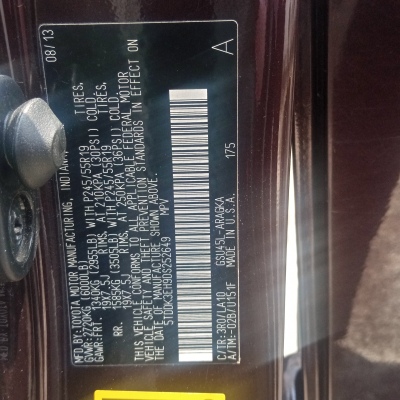 MFD.BY:TOYOTA MOTOR MANUFACTURING, INDIANA,
08/13
GVWR:2720KG (6000LB)
GAWR:FRT. 1340KG (2955LB) WITH P245/55R19 TIRES,
19X7.5J RIMS, AT 210KPA (30PSI) COLD
RR. 1585KG (3505LB) WITH P245/55R19 TIRES,
19X7.5J RIMS, AT 250KPA (36PSI) COLD
THIS VEHICLE CONFORMS TO ALL APPLICABLE FEDERAL MOTOR
VEHICLE SAFETY AND THEFT PREVENTION STANDARDS IN EFFECT ON
THE DATE OF MANUFACTURE SHOWN ABOVE.
5TDDK3EH9DS252649 MPV
C/TR:3R0/LA10 GSU45L-ARAGKA 175 A
A/TM:-02B/U151F MADE IN U.S.A.